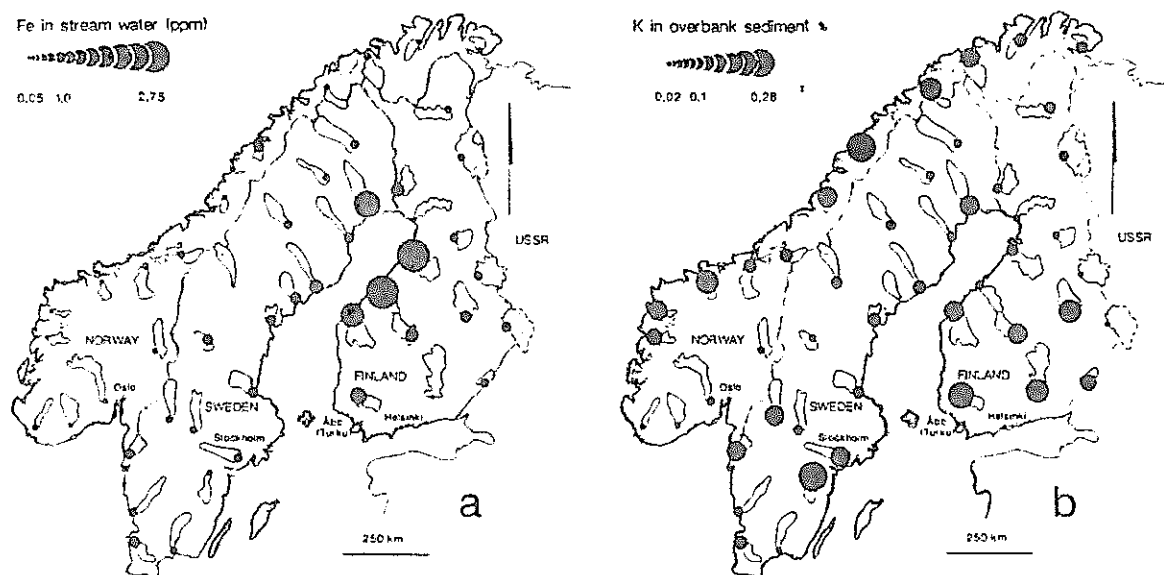 Fe in stream water (ppm)
0.05 1.0 2.75
USSR
NORWAY
Oslo
SWEDEN
Stockholm
FINLAND
Åbo
(Turku)
Helsinki
250 km
a
K in overbank sediment %
0.02 0.1 0.28
USSR
NORWAY
Oslo
SWEDEN
Stockholm
FINLAND
Åbo
(Turku)
Helsinki
250 km
b